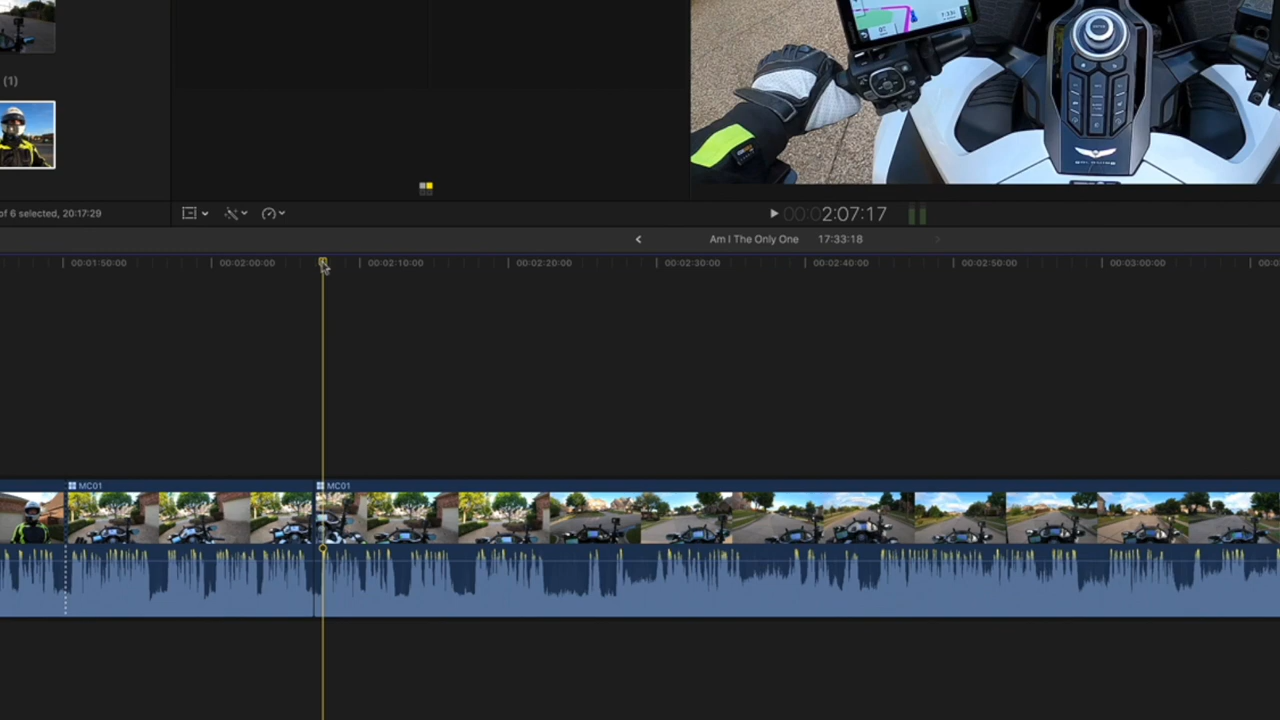 (1)
of 6 selected, 20:17:29
00:00:2:07:17
Am I The Only One 17:33:18
00:01:50:00 00:02:00:00 00:02:10:00 00:02:20:00 00:02:30:00 00:02:40:00 00:02:50:00 00:03:00:00 00:0
MC01 MC01